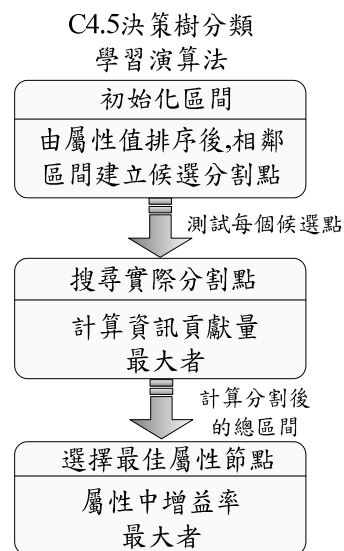 C4.5決策樹分類
學習演算法
初始化區間
由屬性值排序後,相鄰
區間建立候選分割點
測試每個候選點
搜尋實際分割點
計算資訊貢獻量
最大者
計算分割後
的總區間
選擇最佳屬性節點
屬性中增益率
最大者